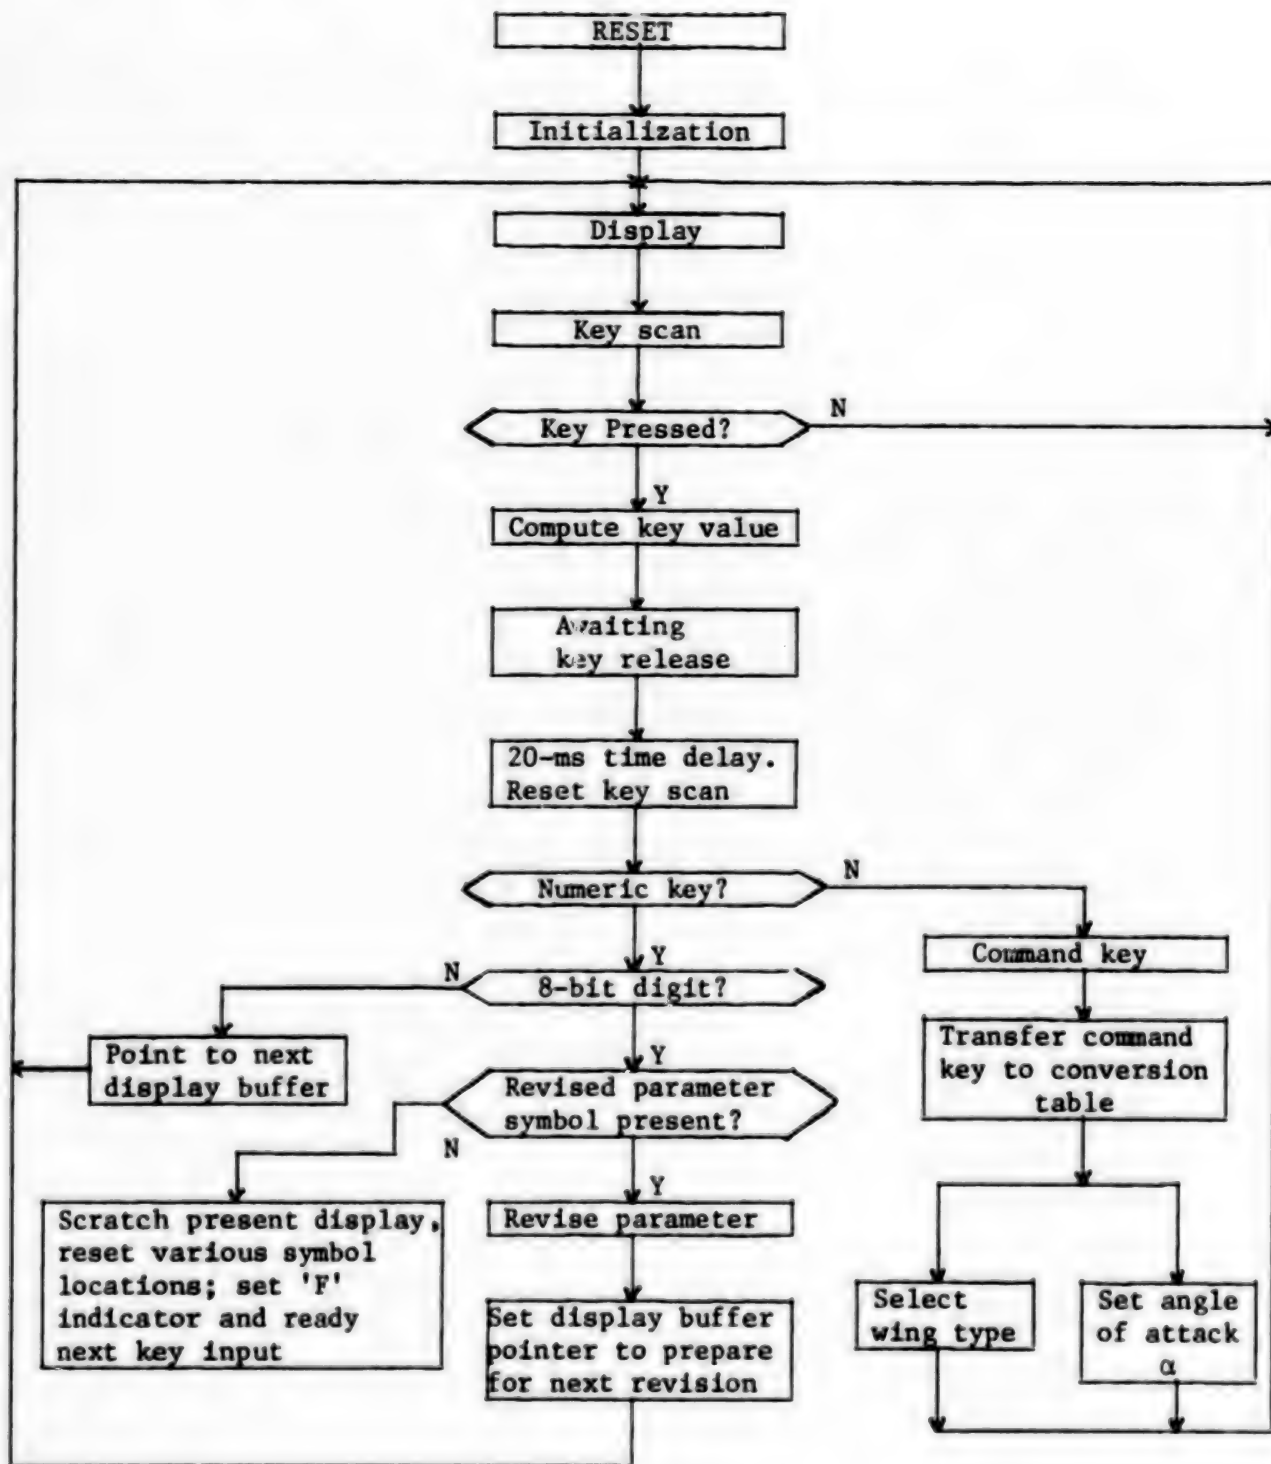 RESET
Initialization
Display
Key scan
Key Pressed?
N
Y
Compute key value
Awaiting
key release
20-ms time delay.
Reset key scan
Numeric key?
N
Y
Command key
N
8-bit digit?
Transfer command
key to conversion
table
Point to next
display buffer
Y
Revised parameter
symbol present?
N
Y
Scratch present display,
reset various symbol
locations; set 'F'
indicator and ready
next key input
Revise parameter
Set display buffer
pointer to prepare
for next revision
Select
wing type
Set angle
of attack
α